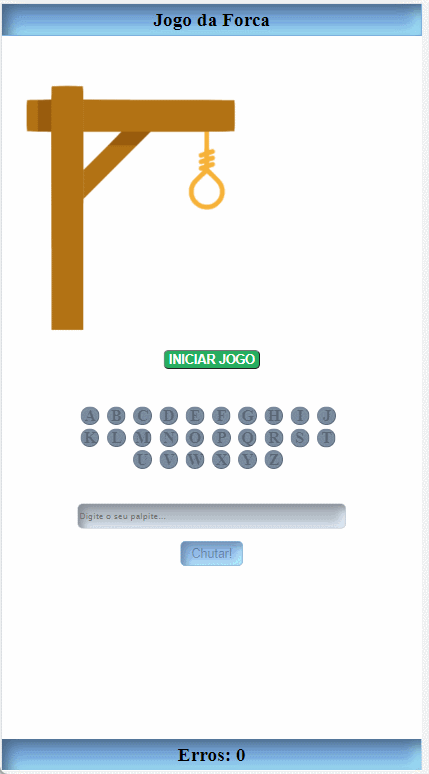 Jogo da Forca
INICIAR JOGO
A B C D E F G H I J
K L M N O P Q R S T
U V W X Y Z
Digite o seu palpite...
Chutar!
Erros: 0